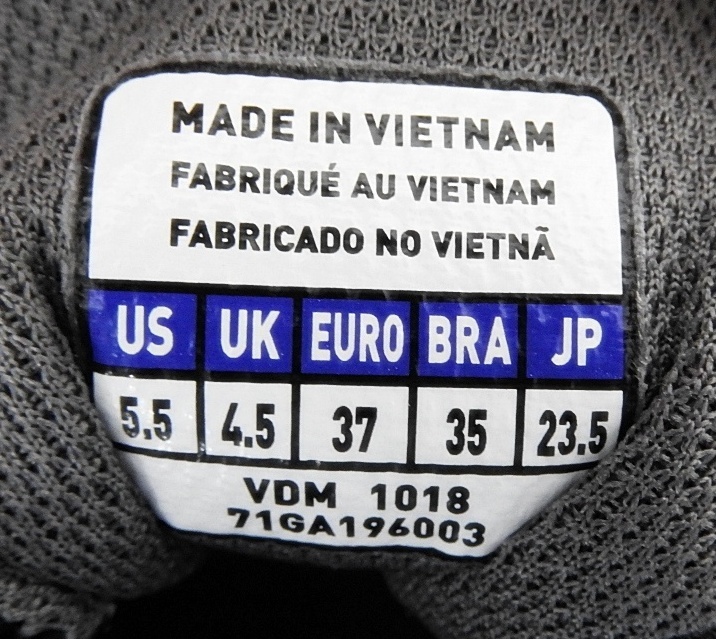 MADE IN VIETNAM
FABRIQUÉ AU VIETNAM
FABRICADO NO VIETNÃ
US UK EURO BRA JP
5.5 4.5 37 35 23.5
VDM 1018
71GA196003